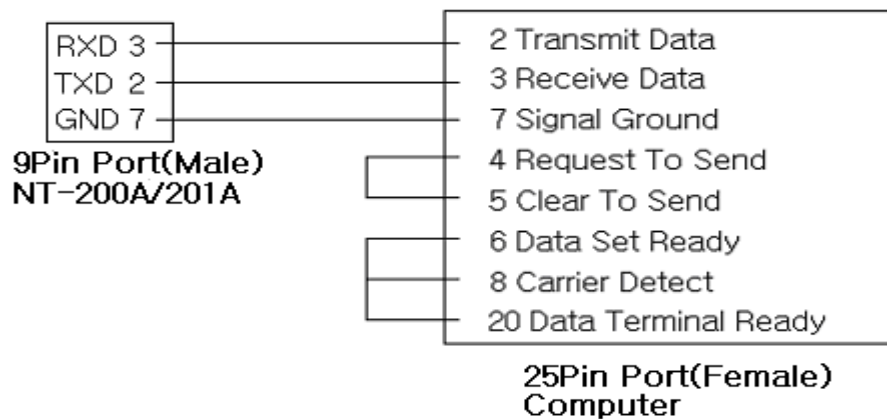 RXD 3
TXD 2
GND 7
9Pin Port(Male)
NT-200A/201A
2 Transmit Data
3 Receive Data
7 Signal Ground
4 Request To Send
5 Clear To Send
6 Data Set Ready
8 Carrier Detect
20 Data Terminal Ready
25Pin Port(Female)
Computer